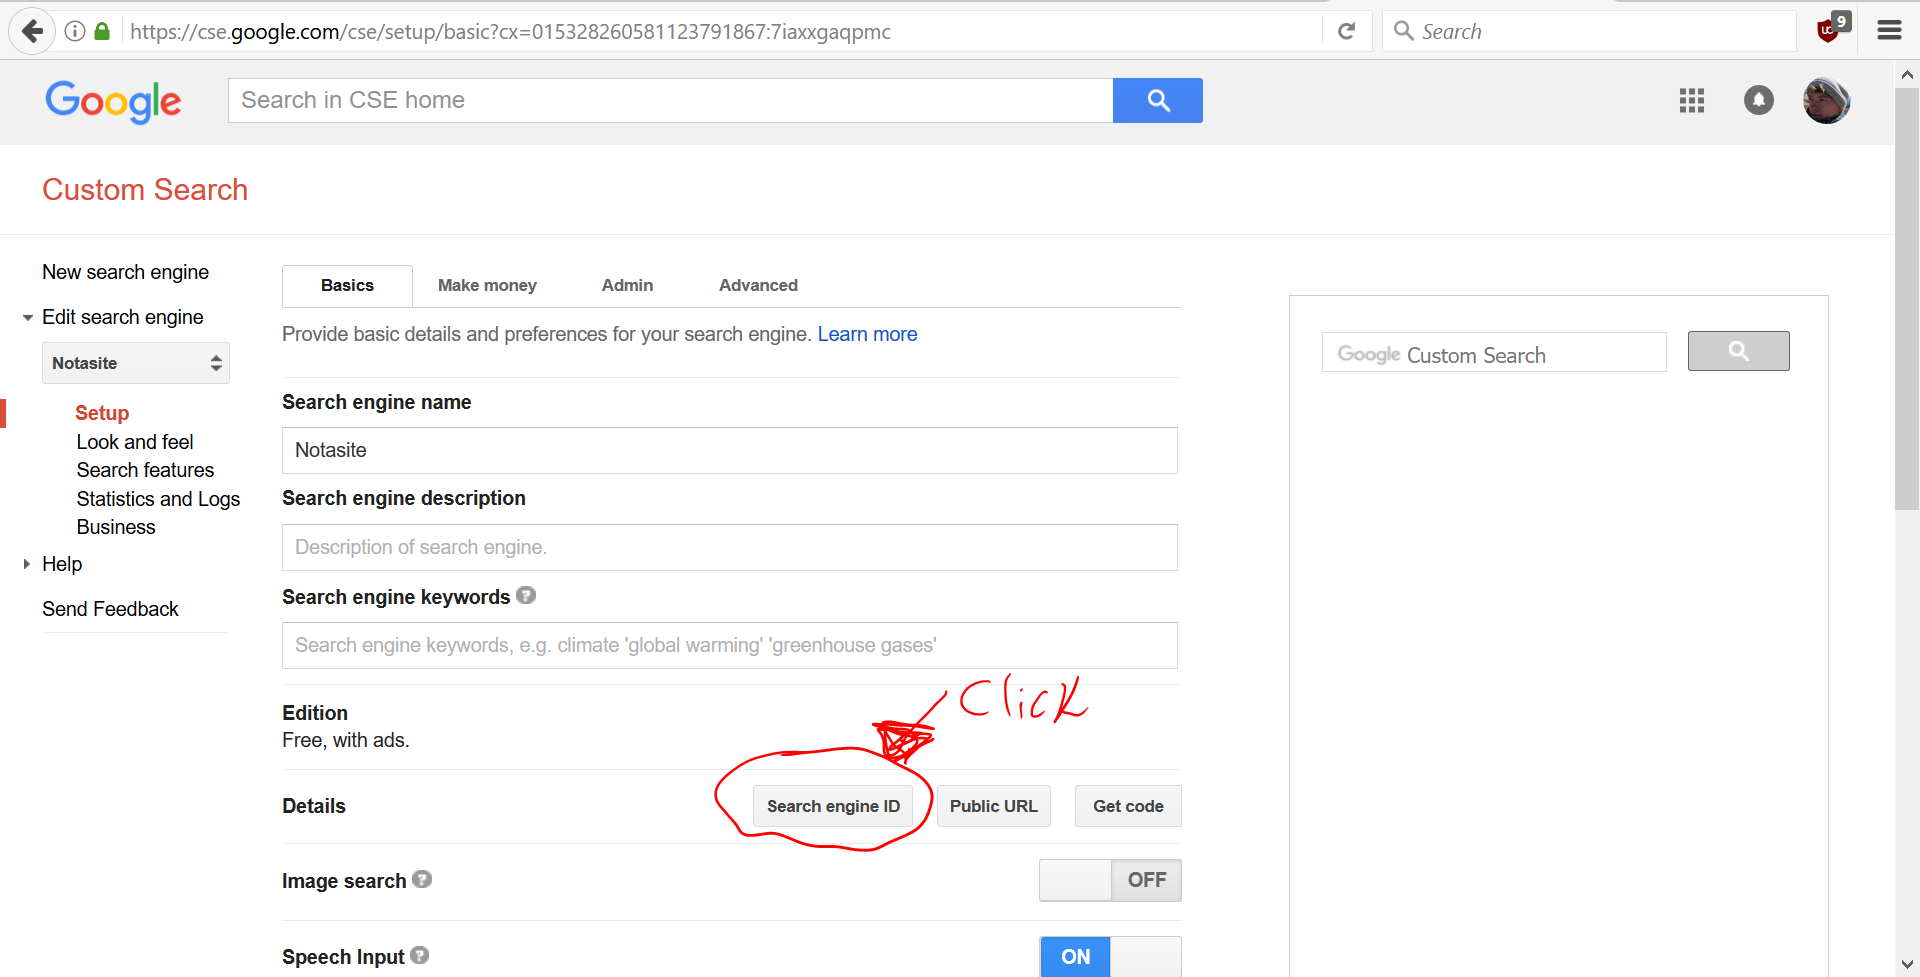 https://cse.google.com/cse/setup/basic?cx=015328260581123791867:7iaxxgaqpmc
Search
9
Google
Search in CSE home
Custom Search
New search engine
Edit search engine
Notasite
Setup
Look and feel
Search features
Statistics and Logs
Business
Help
Send Feedback
Basics
Make money
Admin
Advanced
Provide basic details and preferences for your search engine. Learn more
Search engine name
Notasite
Search engine description
Description of search engine.
Search engine keywords ?
Search engine keywords, e.g. climate 'global warming' 'greenhouse gases'
Edition
Free, with ads.
Click
Details
Search engine ID
Public URL
Get code
Image search ?
OFF
Speech Input ?
ON
Google Custom Search